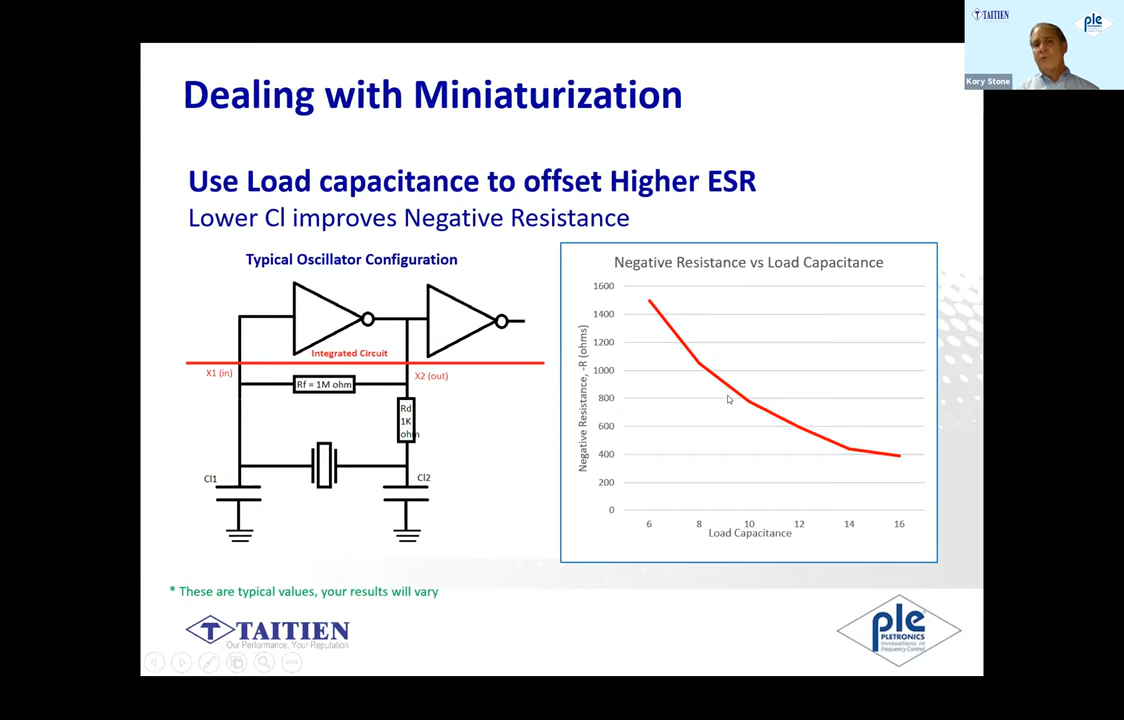 TAITIEN
ple
Kory Stone
Dealing with Miniaturization
Use Load capacitance to offset Higher ESR
Lower Cl improves Negative Resistance
Typical Oscillator Configuration
Integrated Circuit
X1 (in)
X2 (out)
Rf = 1M ohm
Rd
1K
ohm
Cl1
Cl2
Negative Resistance vs Load Capacitance
Negative Resistance, -R (ohms)
1600
1400
1200
1000
800
600
400
200
0
6 8 10 12 14 16
Load Capacitance
* These are typical values, your results will vary
TAITIEN
Our Performance, Your Reputation
ple
PLETRONICS
Innovations in
Frequency Control